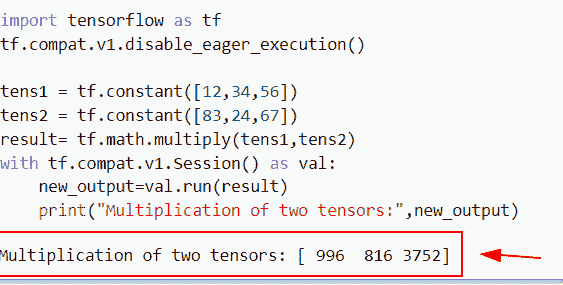 import tensorflow as tf
tf.compat.v1.disable_eager_execution()
tens1 = tf.constant([12,34,56])
tens2 = tf.constant([83,24,67])
result= tf.math.multiply(tens1,tens2)
with tf.compat.v1.Session() as val:
    new_output=val.run(result)
    print("Multiplication of two tensors:",new_output)
Multiplication of two tensors: [ 996  816 3752]